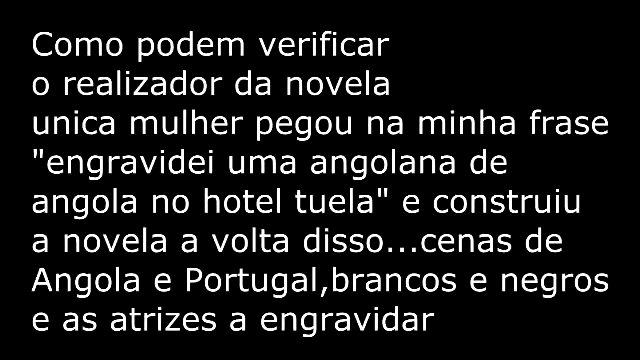 Como podem verificar
o realizador da novela
unica mulher pegou na minha frase
"engravidei uma angolana de
angola no hotel tuela" e construiu
a novela a volta disso...cenas de
Angola e Portugal,brancos e negros
e as atrizes a engravidar